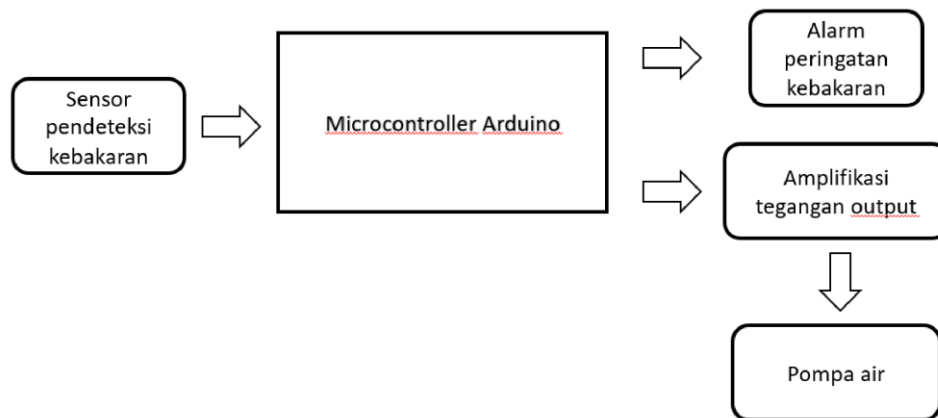 Sensor
pendeteksi
kebakaran
Microcontroller Arduino
Alarm
peringatan
kebakaran
Amplifikasi
tegangan output
Pompa air